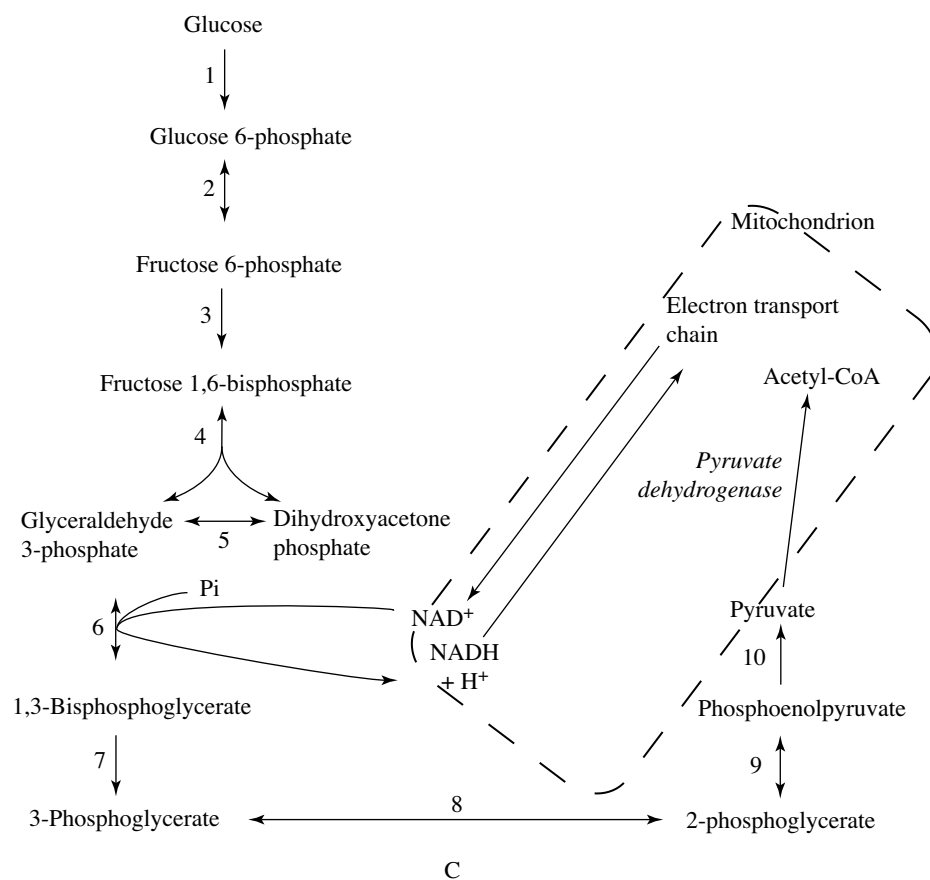 Glucose
1
Glucose 6-phosphate
2
Fructose 6-phosphate
3
Fructose 1,6-bisphosphate
4
Glyceraldehyde
3-phosphate
5
Dihydroxyacetone
phosphate
Pi
6
NAD⁺
NADH
+ H⁺
1,3-Bisphosphoglycerate
7
3-Phosphoglycerate
8
2-phosphoglycerate
9
Phosphoenolpyruvate
10
Pyruvate
Pyruvate
dehydrogenase
Acetyl-CoA
Electron transport
chain
Mitochondrion
C